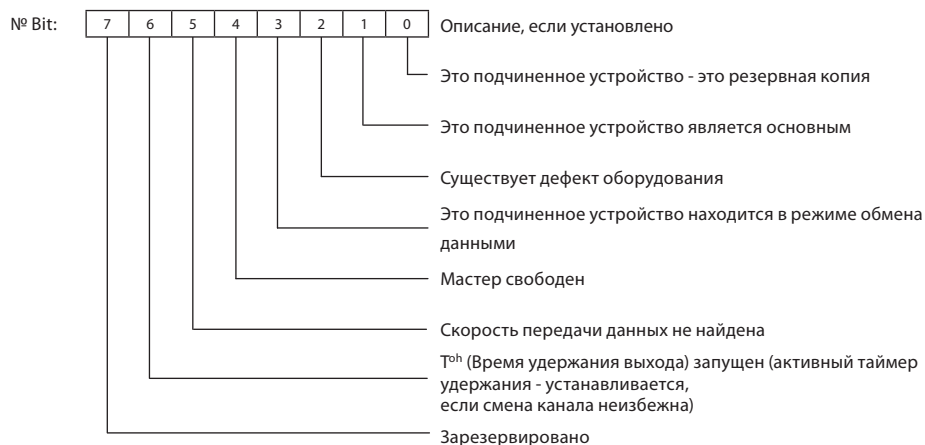 № Bit: 7 6 5 4 3 2 1 0 Описание, если установлено
Это подчиненное устройство - это резервная копия
Это подчиненное устройство является основным
Существует дефект оборудования
Это подчиненное устройство находится в режиме обмена
данными
Мастер свободен
Скорость передачи данных не найдена
Tᵒʰ (Время удержания выхода) запущен (активный таймер
удержания - устанавливается,
если смена канала неизбежна)
Зарезервировано